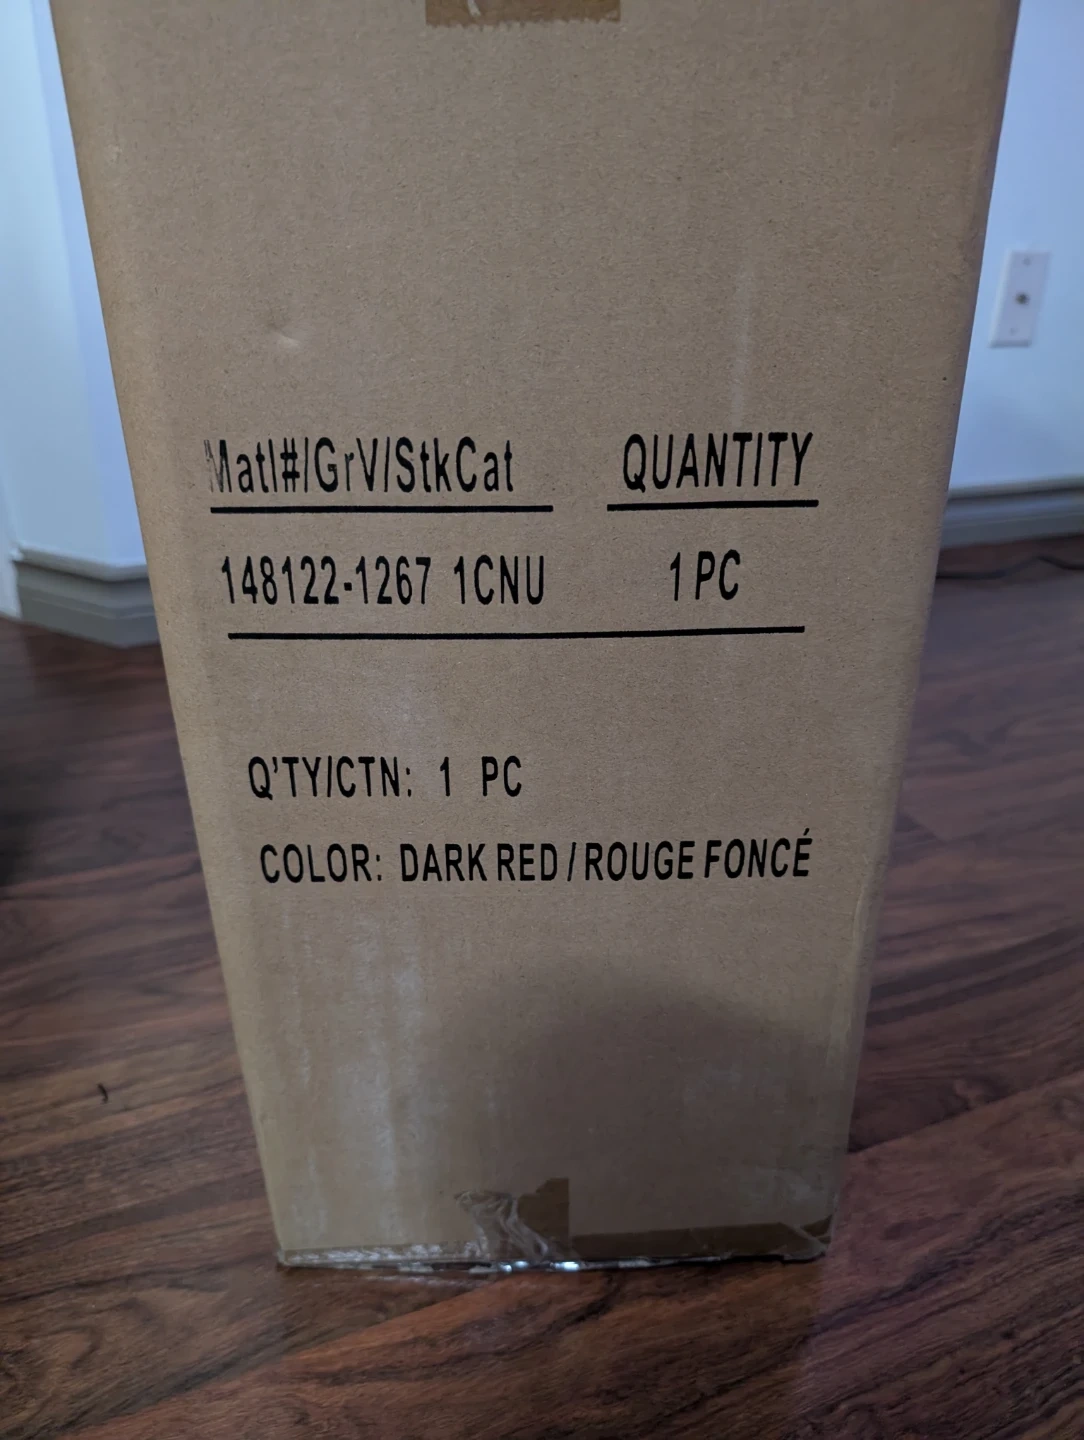 Matl#/GrV/StkCat QUANTITY
148122-1267 1CNU 1 PC
Q'TY/CTN: 1 PC
COLOR: DARK RED / ROUGE FONCÉ